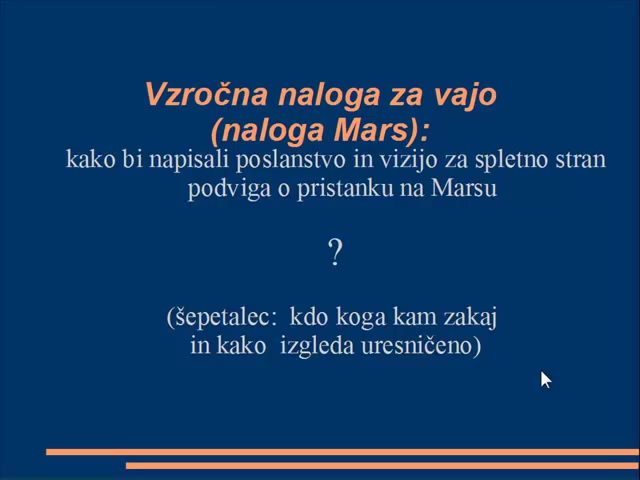 Vzročna naloga za vajo
(naloga Mars):
kako bi napisali poslanstvo in vizijo za spletno stran
podviga o pristanku na Marsu
?
(šepetalec: kdo koga kam zakaj
in kako izgleda uresničeno)